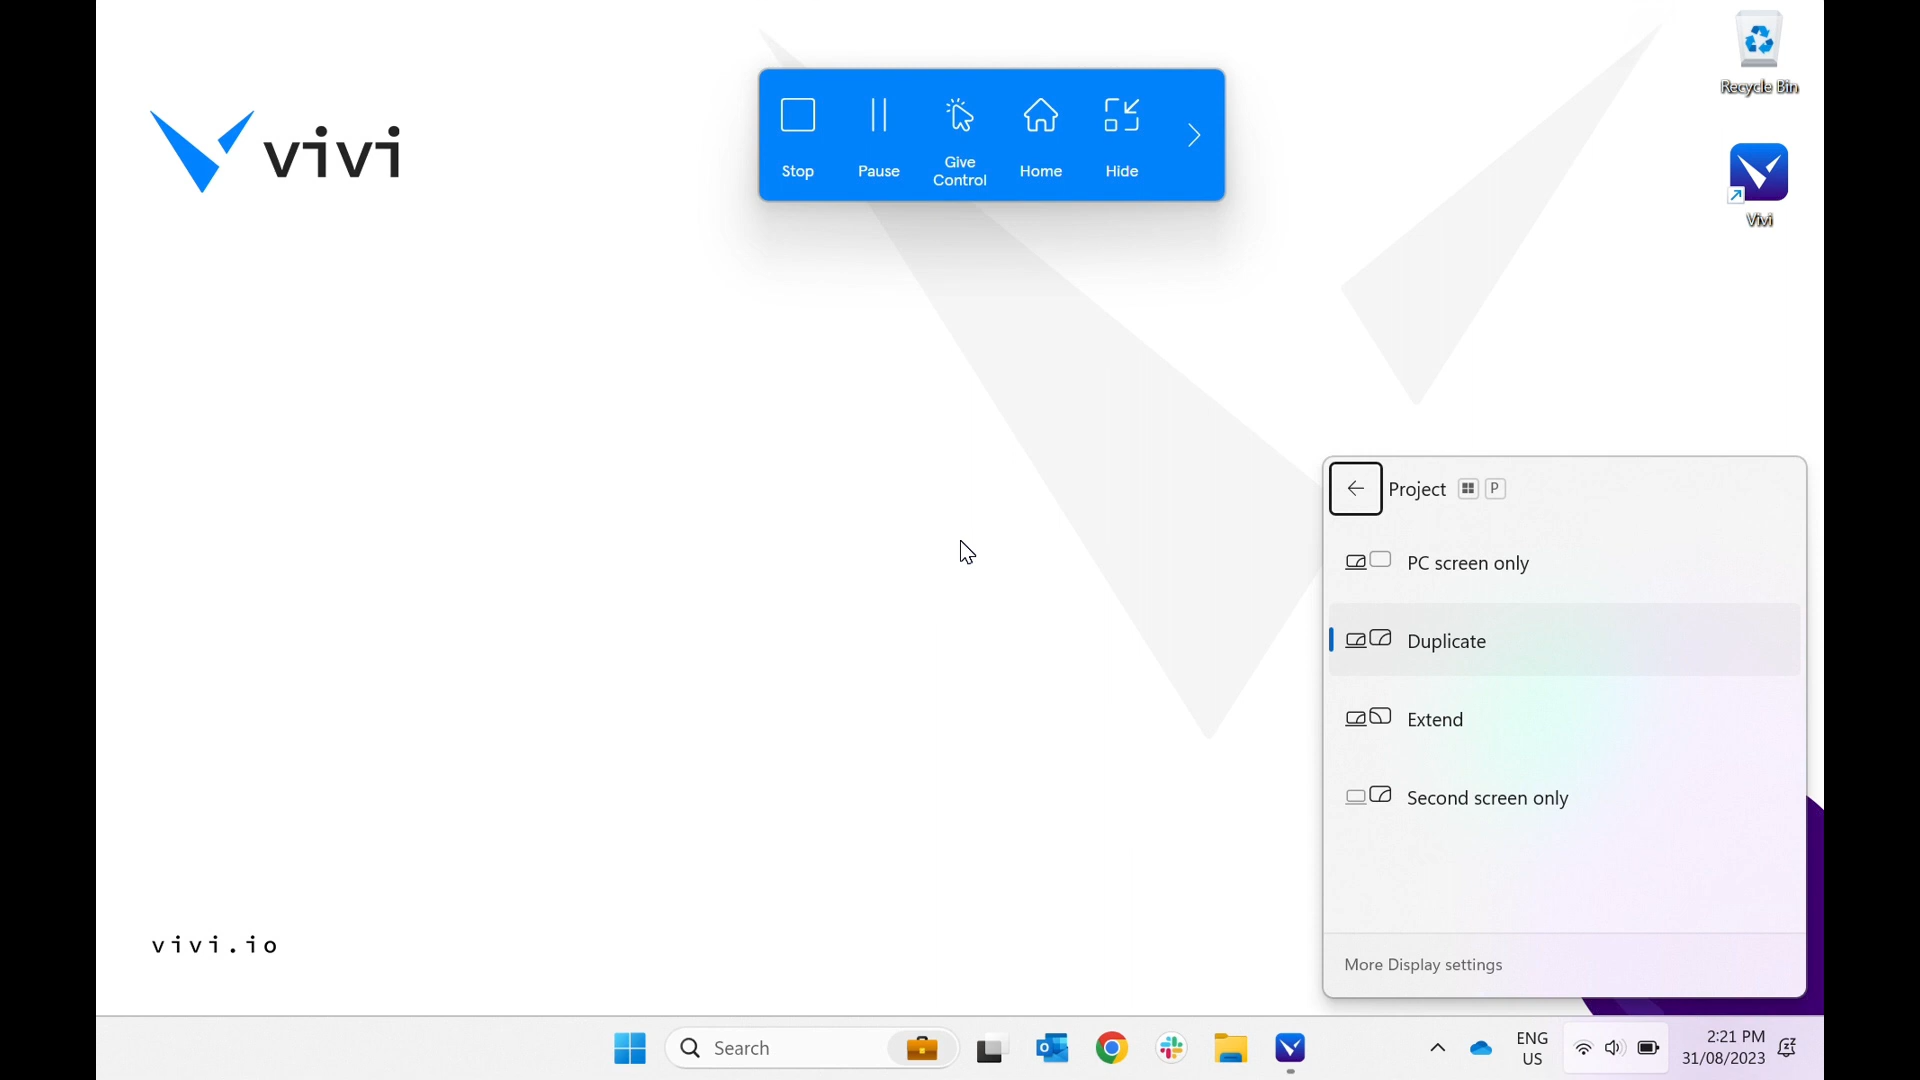 vivi
Stop
Pause
Give
Control
Home
Hide
Recycle Bin
Vivi
Project P
PC screen only
Duplicate
Extend
Second screen only
More Display settings
vivi.io
Search
ENG
US
2:21 PM
31/08/2023